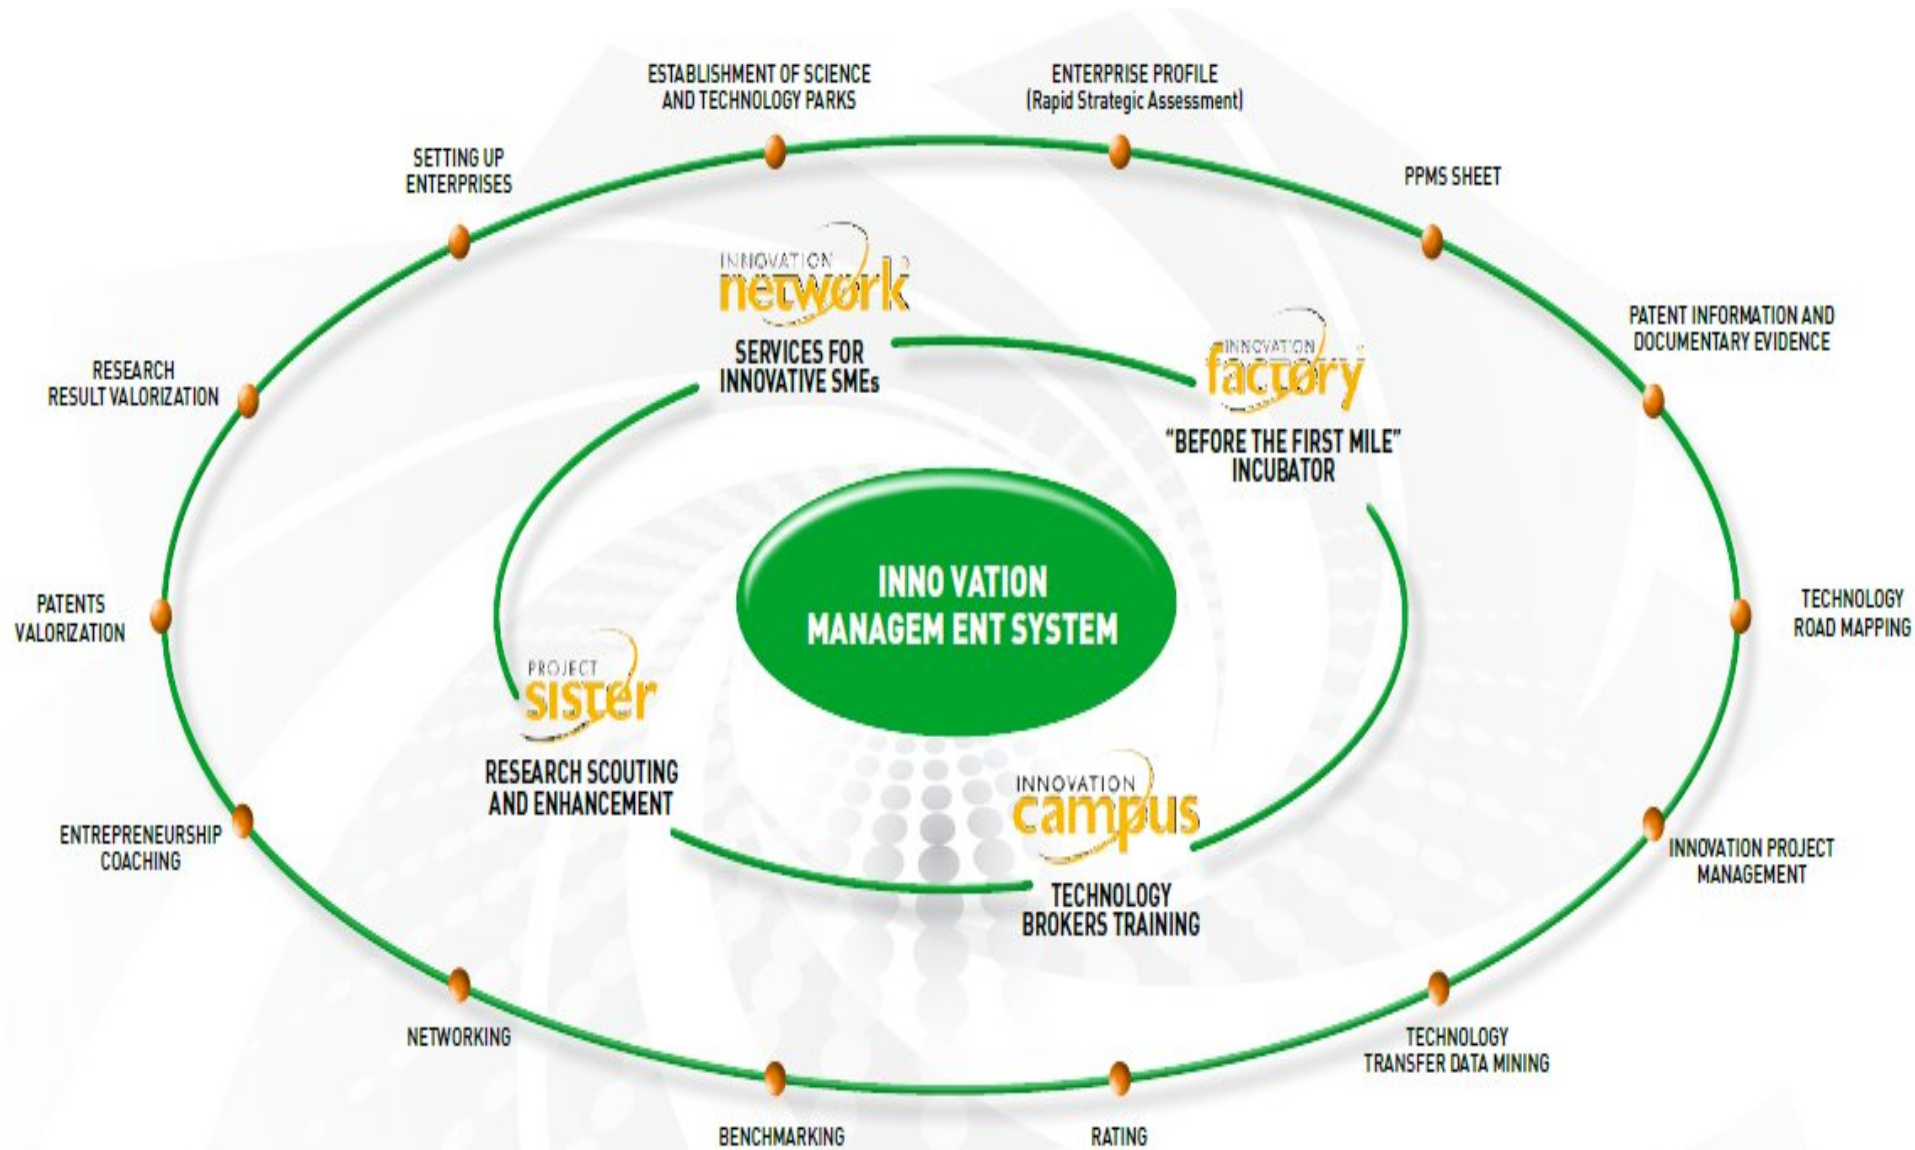 ESTABLISHMENT OF SCIENCE
AND TECHNOLOGY PARKS
ENTERPRISE PROFILE
(Rapid Strategic Assessment)
SETTING UP
ENTERPRISES
PPMS SHEET
INNOVATION
network
SERVICES FOR
INNOVATIVE SMEs
INNOVATION
factory
"BEFORE THE FIRST MILE"
INCUBATOR
PATENT INFORMATION AND
DOCUMENTARY EVIDENCE
RESEARCH
RESULT VALORIZATION
INNO VATION
MANAGEM ENT SYSTEM
PATENTS
VALORIZATION
TECHNOLOGY
ROAD MAPPING
PROJECT
sister
RESEARCH SCOUTING
AND ENHANCEMENT
INNOVATION
campus
TECHNOLOGY
BROKERS TRAINING
ENTREPRENEURSHIP
COACHING
INNOVATION PROJECT
MANAGEMENT
NETWORKING
TECHNOLOGY
TRANSFER DATA MINING
BENCHMARKING
RATING